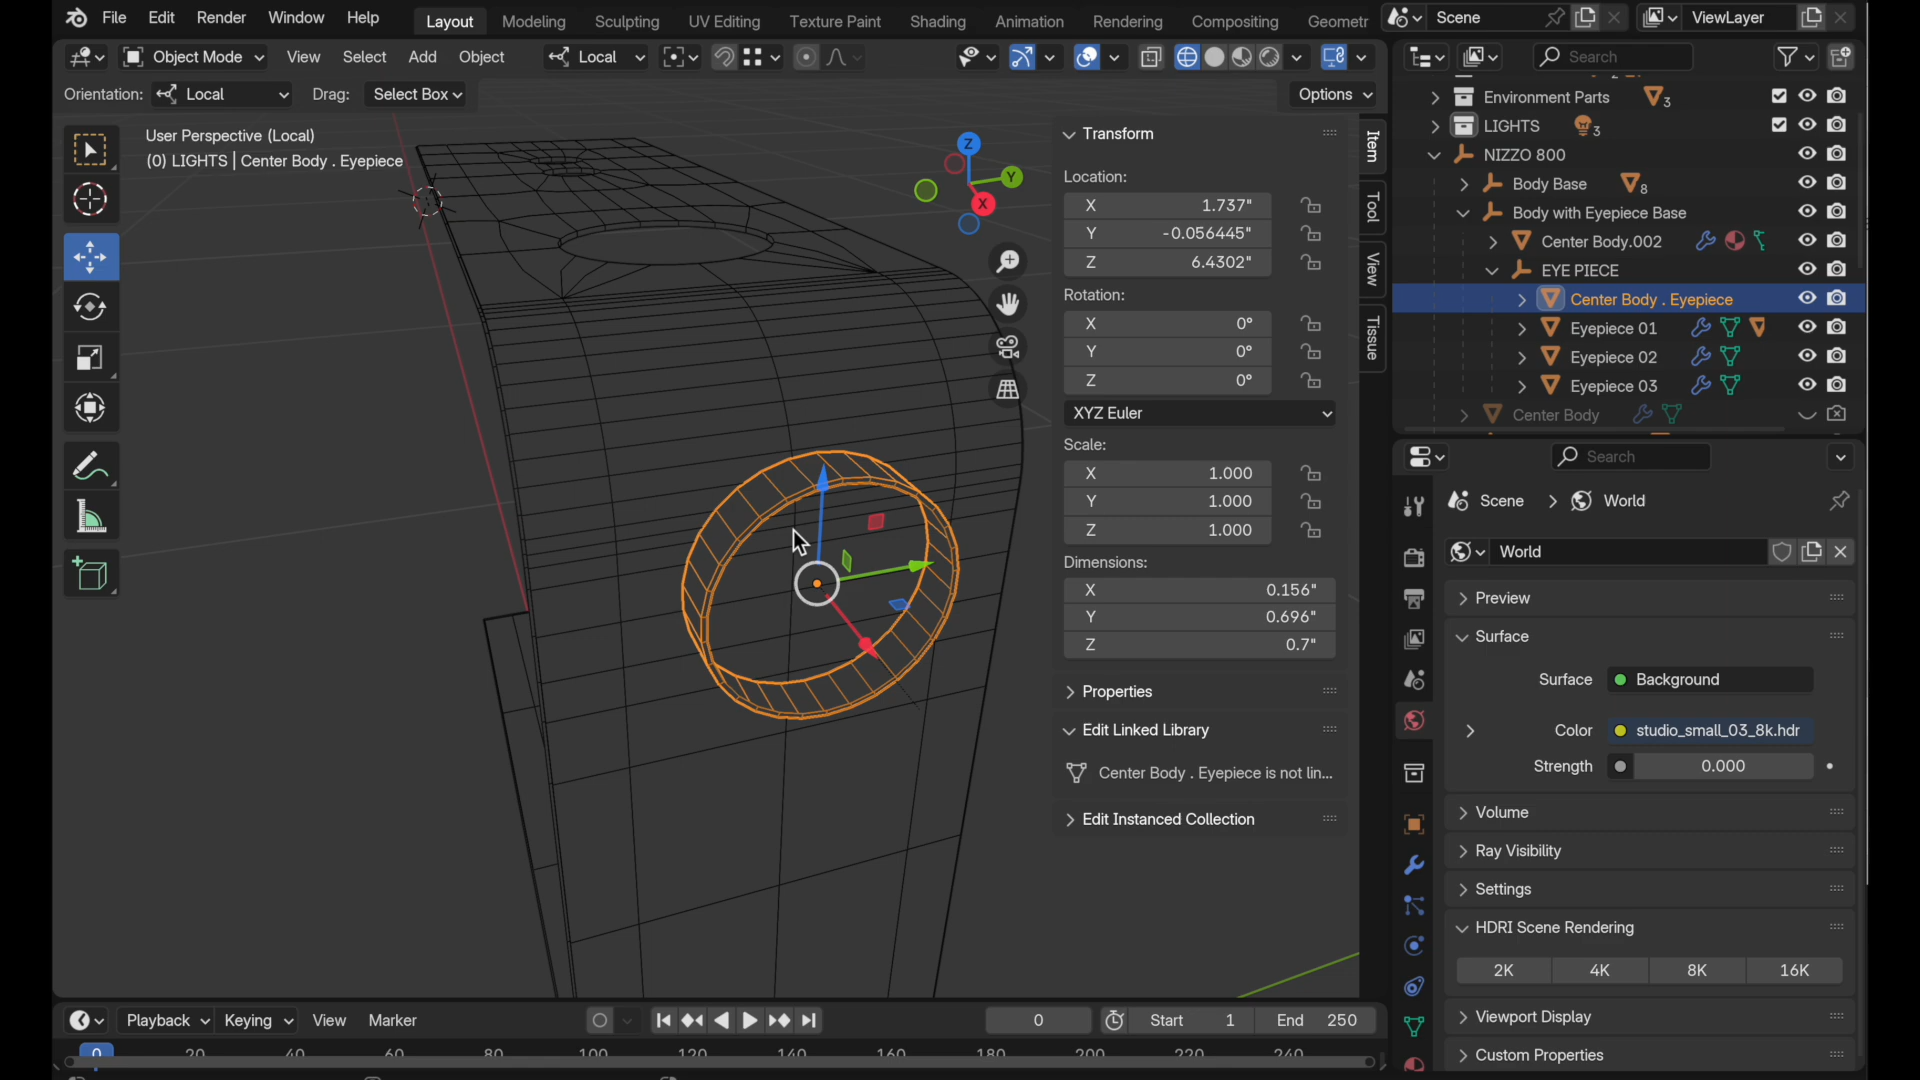 File Edit Render Window Help
Layout Modeling Sculpting UV Editing Texture Paint Shading Animation Rendering Compositing Geometr
Scene
ViewLayer
Object Mode View Select Add Object Local
Orientation: Local Drag: Select Box
Options
User Perspective (Local)
(0) LIGHTS | Center Body . Eyepiece
Z
Y
X
Transform
Location:
X 1.737"
Y -0.056445"
Z 6.4302"
Rotation:
X 0°
Y 0°
Z 0°
XYZ Euler
Scale:
X 1.000
Y 1.000
Z 1.000
Dimensions:
X 0.156"
Y 0.696"
Z 0.7"
Properties
Edit Linked Library
Center Body . Eyepiece is not lin...
Edit Instanced Collection
Item
Tool
View
Tissue
Search
Environment Parts 3
LIGHTS 3
NIZZO 800
Body Base 8
Body with Eyepiece Base
Center Body.002
EYE PIECE
Center Body . Eyepiece
Eyepiece 01
Eyepiece 02
Eyepiece 03
Center Body
Search
Scene > World
World
Preview
Surface
Surface Background
Color studio_small_03_8k.hdr
Strength 0.000
Volume
Ray Visibility
Settings
HDRI Scene Rendering
2K 4K 8K 16K
Viewport Display
Custom Properties
Playback Keying View Marker
0
Start 1 End 250
0 20 40 60 80 100 120 140 160 180 200 220 240